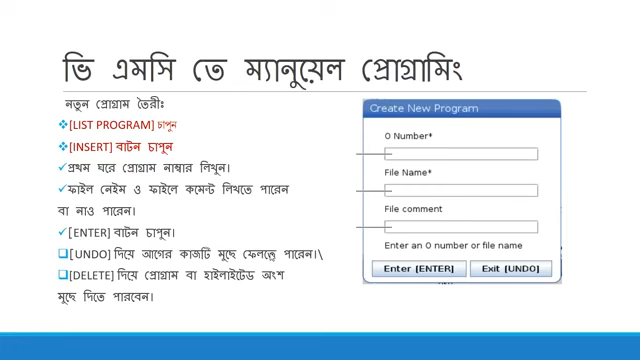 ভি এমসি তে ম্যানুয়েল প্রোগ্রামিং
নতুন প্রোগ্রাম তৈরীঃ
❖[LIST PROGRAM] চাপুন
❖[INSERT] বাটন চাপুন
✓প্রথম ঘরে প্রোগ্রাম নাম্বার লিখুন।
✓ফাইল নেইম ও ফাইলে কমেন্ট লিখতে পারেন
বা নাও পারেন।
✓[ENTER] বাটন চাপুন।
❑[UNDO] দিয়ে আগের কাজটি মুছে ফেলতে পারেন।\
❑[DELETE] দিয়ে প্রোগ্রাম বা হাইলাইটেড অংশ
মুছে দিতে পারবেন।
Create New Program
O Number*
File Name*
File comment
Enter an O number or file name
Enter [ENTER] Exit [UNDO]